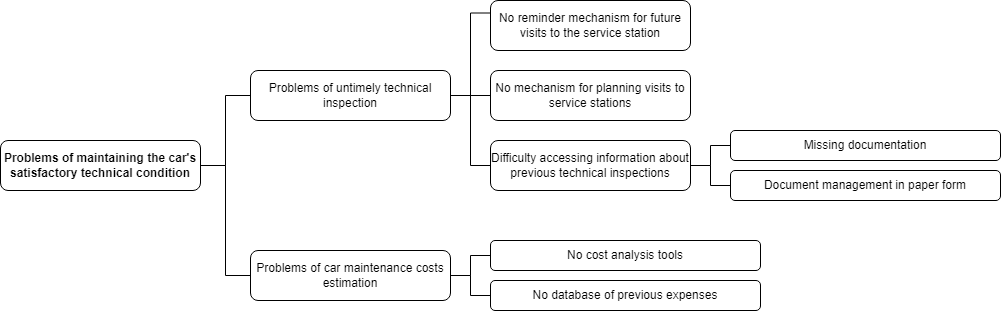 No reminder mechanism for future
visits to the service station
Problems of untimely technical
inspection
No mechanism for planning visits to
service stations
Problems of maintaining the car's
satisfactory technical condition
Difficulty accessing information about
previous technical inspections
Missing documentation
Document management in paper form
Problems of car maintenance costs
estimation
No cost analysis tools
No database of previous expenses